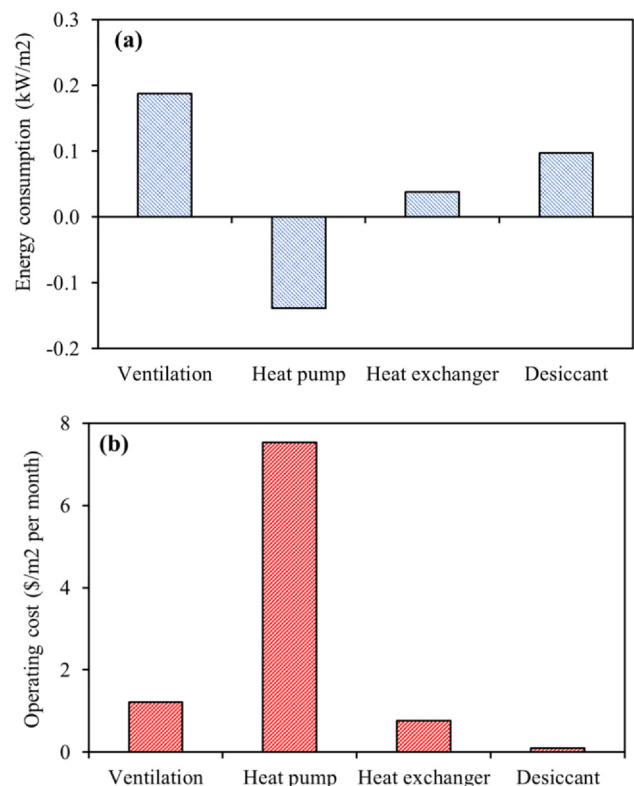 (a)
Energy consumption (kW/m2)
0.3
0.2
0.1
0.0
-0.1
-0.2
Ventilation Heat pump Heat exchanger Desiccant
(b)
Operating cost ($/m2 per month)
8
6
4
2
0
Ventilation Heat pump Heat exchanger Desiccant